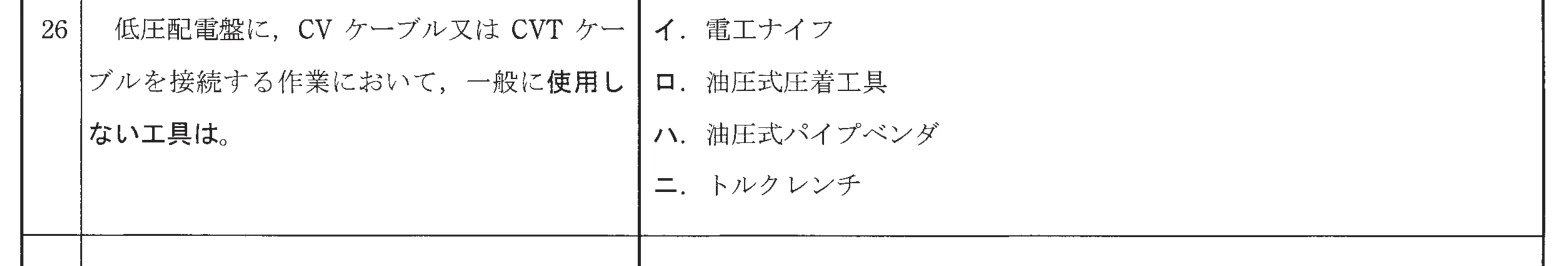 26
低圧配電盤に，CV ケーブル又は CVT ケー
ブルを接続する作業において，一般に使用し
ない工具は。
イ．電工ナイフ
ロ．油圧式圧着工具
ハ．油圧式パイプベンダ
ニ．トルクレンチ